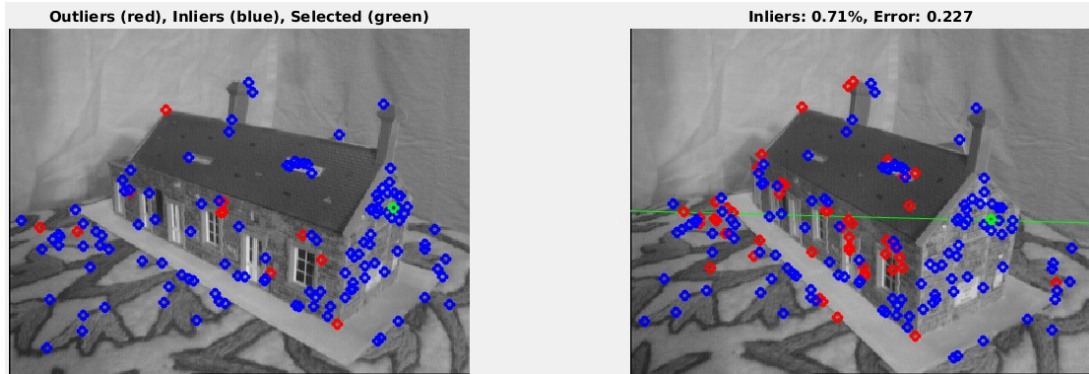 Outliers (red), Inliers (blue), Selected (green)
Inliers: 0.71%, Error: 0.227